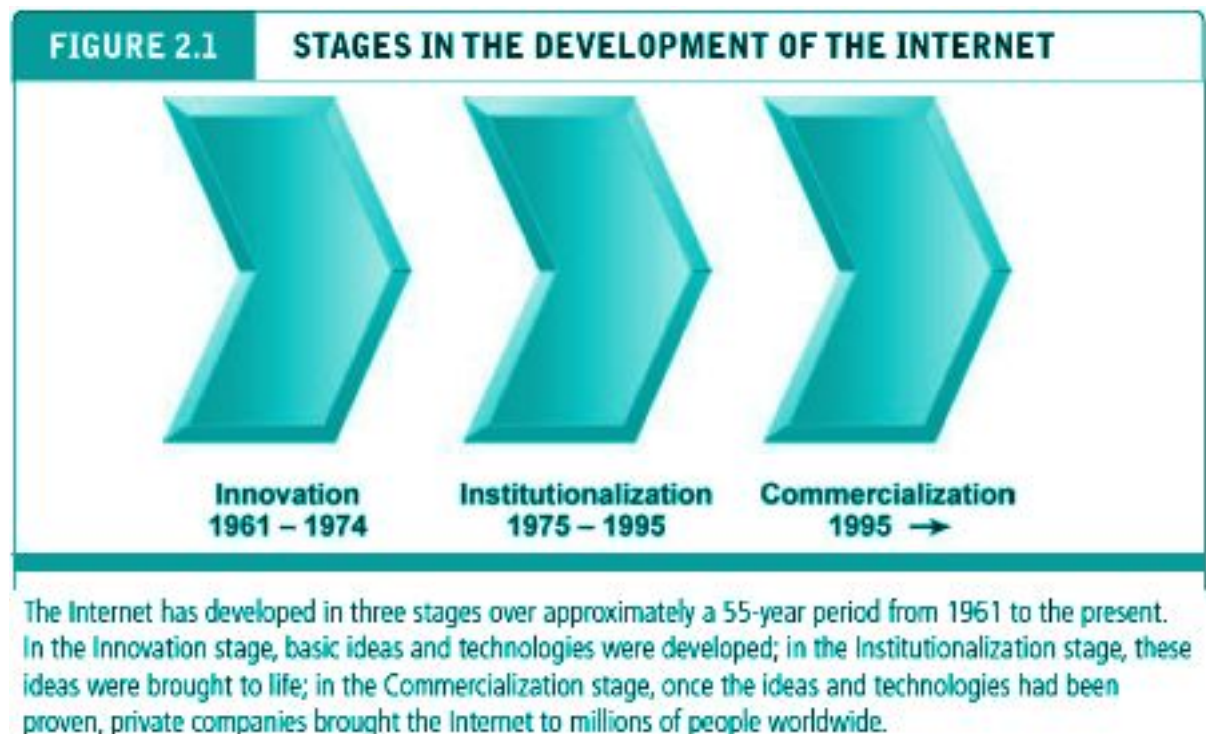 FIGURE 2.1 STAGES IN THE DEVELOPMENT OF THE INTERNET
Innovation Institutionalization Commercialization
1961 – 1974 1975 – 1995 1995 →
The Internet has developed in three stages over approximately a 55-year period from 1961 to the present.
In the Innovation stage, basic ideas and technologies were developed; in the Institutionalization stage, these
ideas were brought to life; in the Commercialization stage, once the ideas and technologies had been
proven, private companies brought the Internet to millions of people worldwide.